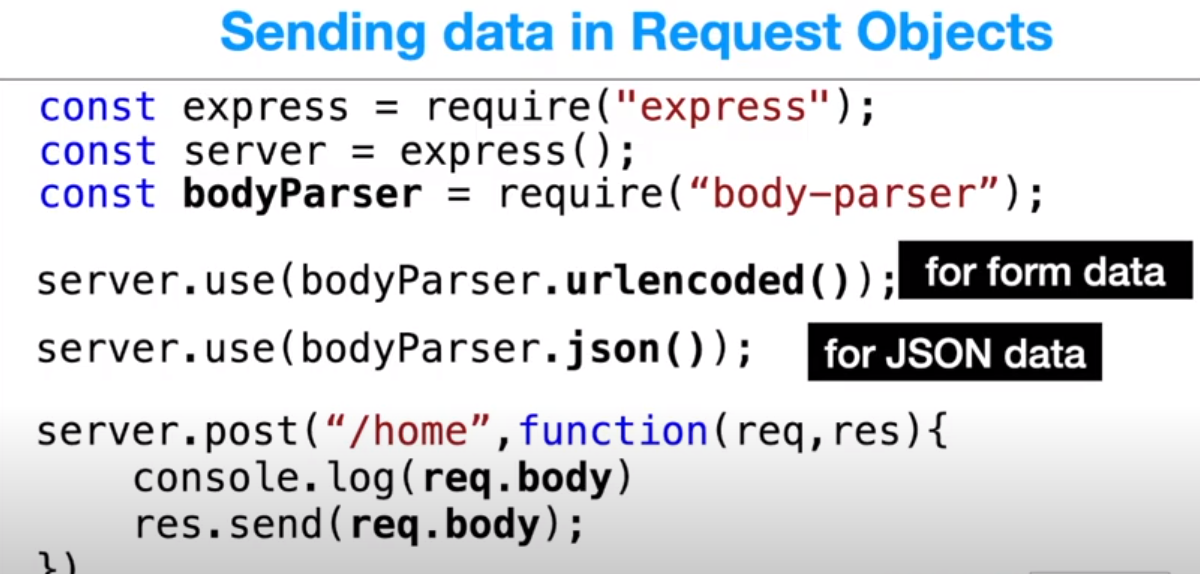 Sending data in Request Objects
const express = require("express");
const server = express();
const bodyParser = require(“body-parser”);
server.use(bodyParser.urlencoded()); for form data
server.use(bodyParser.json()); for JSON data
server.post(“/home”,function(req,res){
    console.log(req.body)
    res.send(req.body);
})